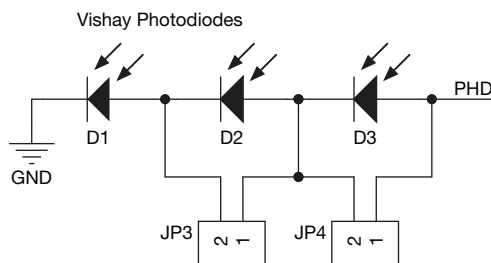 Vishay Photodiodes
PHD
D1 D2 D3
GND
JP3 2 1 JP4 2 1